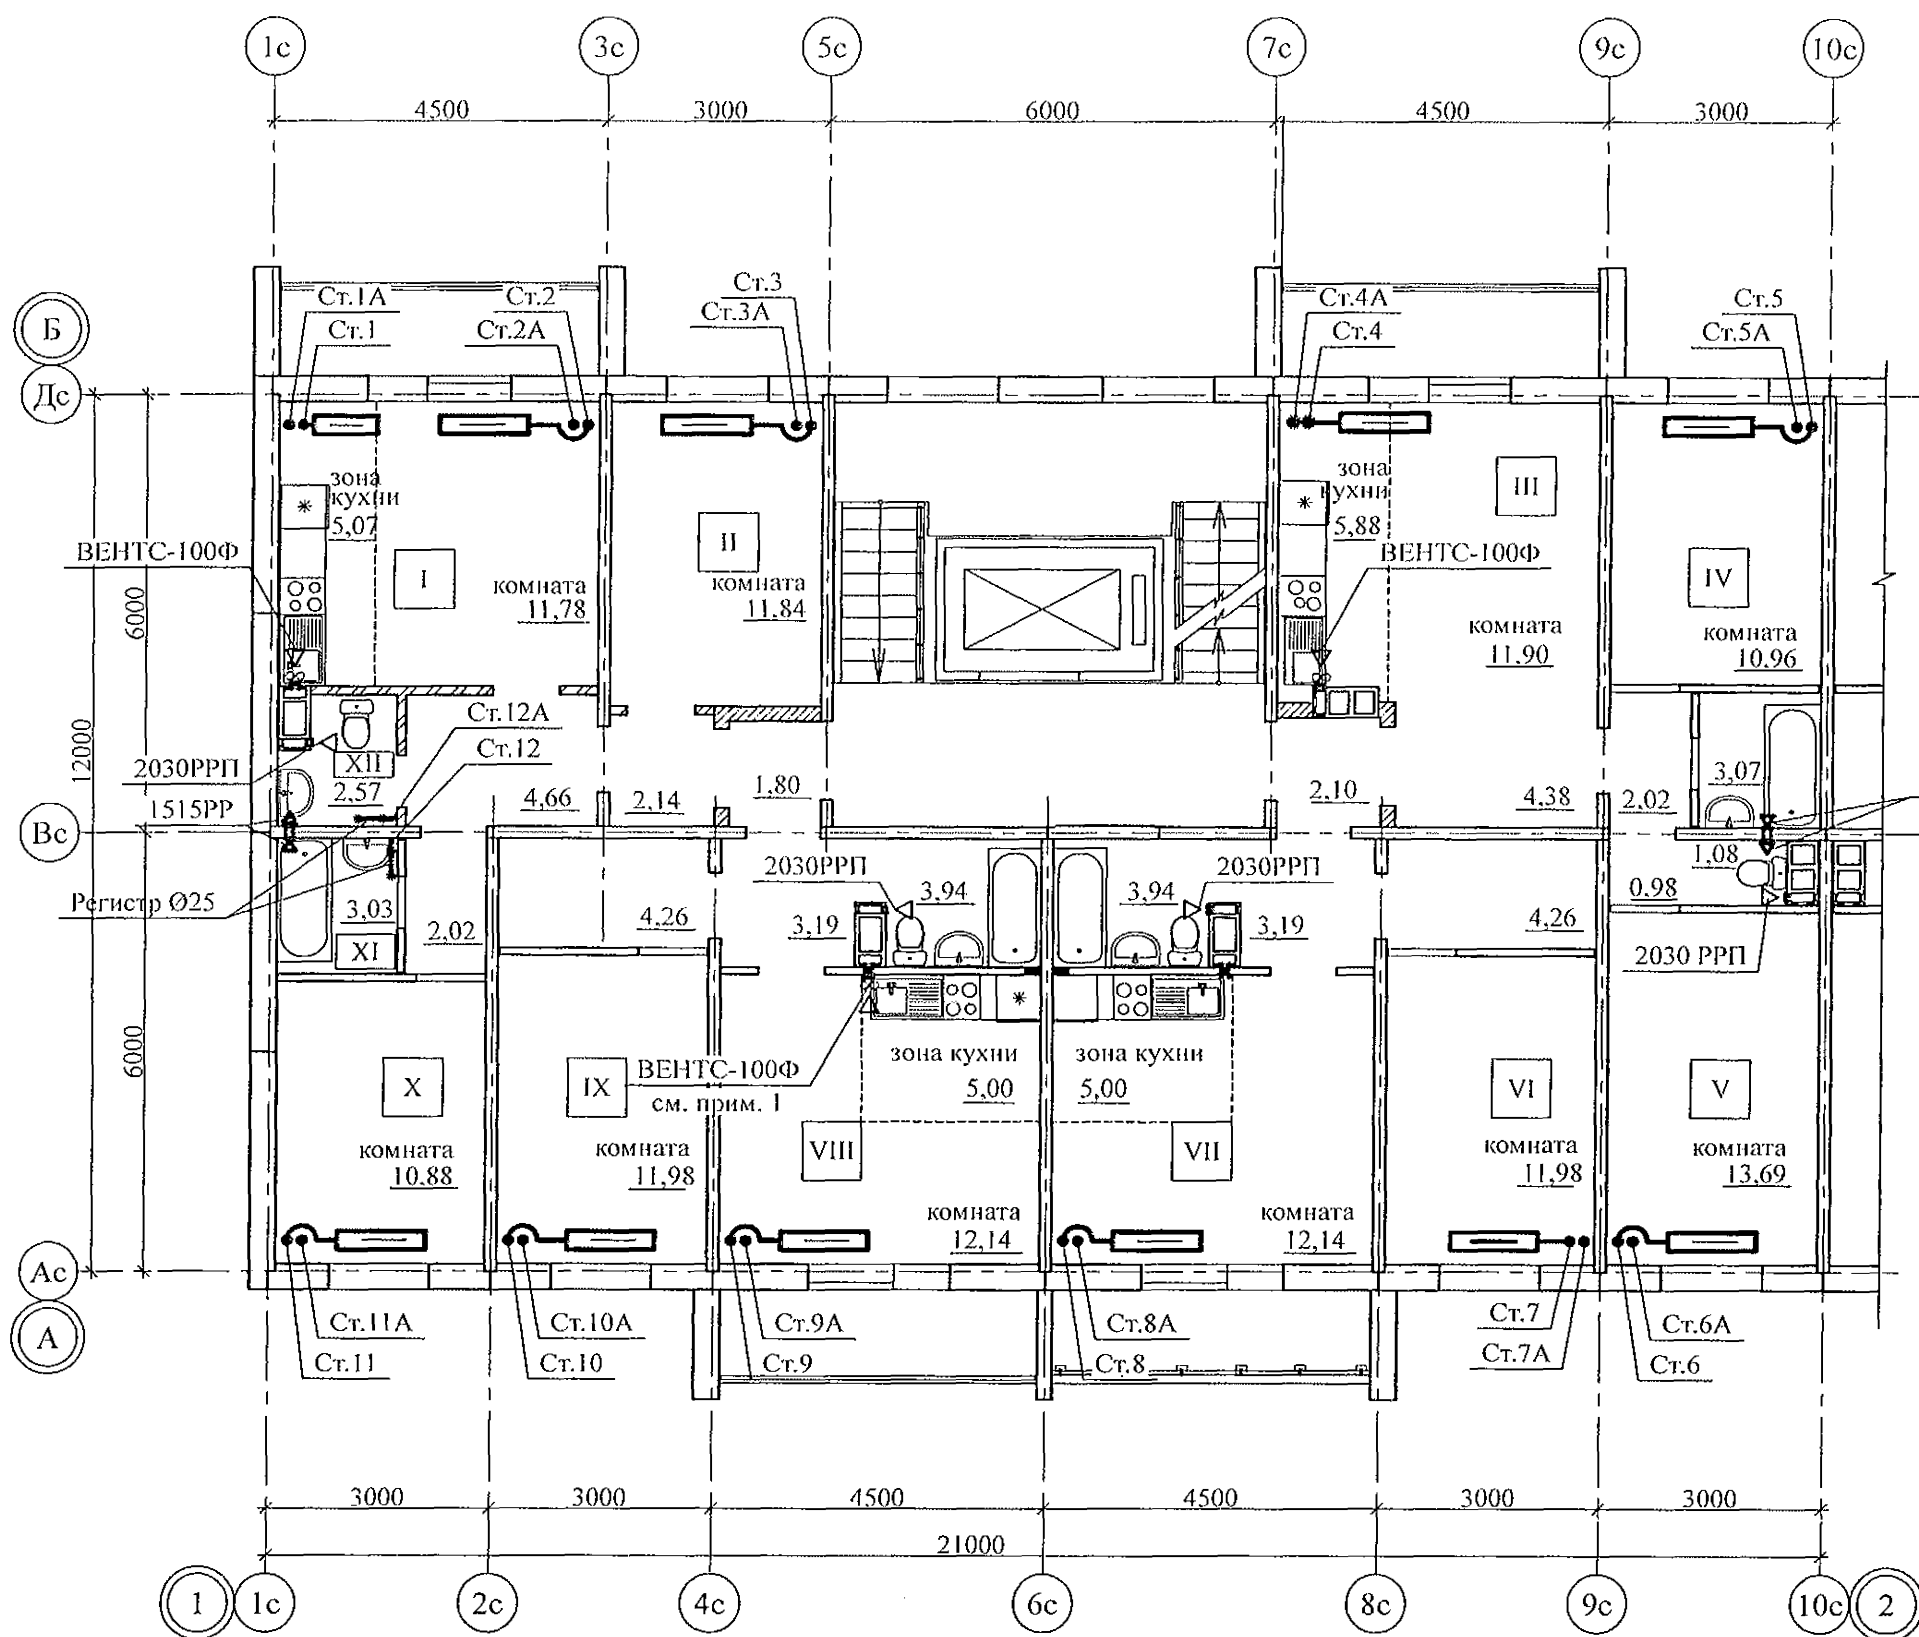 1с 3с 5с 7с 9с 10с
4500 3000 6000 4500 3000
Ст.1А Ст.2 Ст.3 Ст.4А Ст.5
Ст.1 Ст.2А Ст.3А Ст.4 Ст.5А
Б
Дс
зона
кухни
5,07
зона
кухни
5,88
III
ВЕНТС-100Ф
I
II
ВЕНТС-100Ф
IV
комната
11,78
комната
11,84
комната
11,90
комната
10,96
6000
12000
Ст.12А
Ст.12
2030РРП
XII
2,57
1515РР
4,66
2,14
1,80
2,10
4,38
2,02
3,07
Вс
2030РРП
3,94
3,94
2030РРП
1,08
0.98
Регистр Ø25
3,03
XI
2,02
4,26
3,19
3,19
4,26
2030 РРП
6000
зона кухни
5,00
зона кухни
5,00
ВЕНТС-100Ф
см. прим. 1
X
IX
VI
V
VIII
VII
комната
10,88
комната
11,98
комната
12,14
комната
12,14
комната
11,98
комната
13,69
Ас
А
Ст.11А Ст.10А Ст.9А Ст.8А Ст.7 Ст.6А
Ст.11 Ст.10 Ст.9 Ст.8 Ст.7А Ст.6
3000 3000 4500 4500 3000 3000
21000
1 1с 2с 4с 6с 8с 9с 10с 2